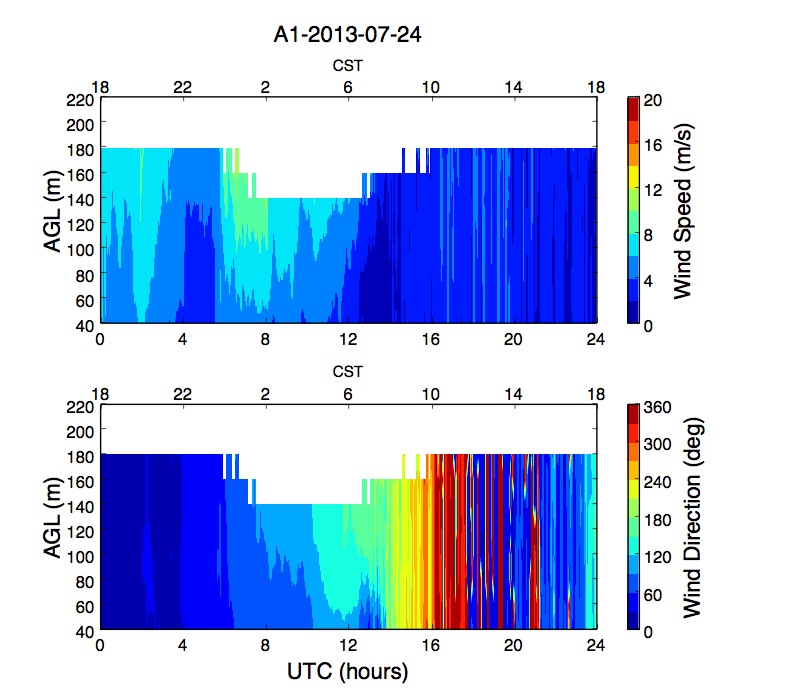 A1-2013-07-24
CST
18 22 2 6 10 14 18
220
200
180
160
140
120
100
80
60
40
AGL (m)
0 4 8 12 16 20 24
20
16
12
8
4
0
Wind Speed (m/s)
CST
18 22 2 6 10 14 18
220
200
180
160
140
120
100
80
60
40
AGL (m)
0 4 8 12 16 20 24
UTC (hours)
360
300
240
180
120
60
0
Wind Direction (deg)